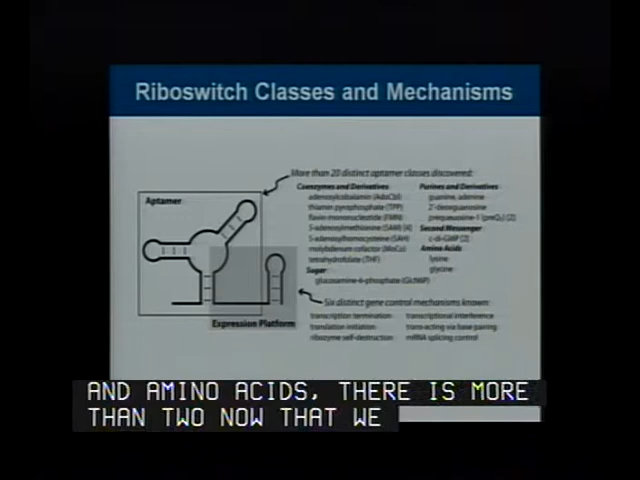 Riboswitch Classes and Mechanisms
More than 20 distinct aptamer classes discovered:
Aptamer
Coenzymes and Derivatives
adenosylcobalamin (AdoCbl)
thiamin pyrophosphate (TPP)
flavin mononucleotide (FMN)
S-adenosylmethionine (SAM) [4]
S-adenosylhomocysteine (SAH)
molybdenum cofactor (MoCo)
tetrahydrofolate (THF)
Sugar
glucosamine-6-phosphate (GlcN6P)
Purines and Derivatives
guanine, adenine
2'-deoxyguanosine
prequeuosine-1 (preQ1) [2]
Second Messenger
c-di-GMP [2]
Amino Acids
lysine
glycine
Six distinct gene control mechanisms known:
transcription termination
translation initiation
ribozyme self-destruction
transcriptional interference
trans-acting via base pairing
mRNA splicing control
Expression Platform
AND AMINO ACIDS, THERE IS MORE
THAN TWO NOW THAT WE